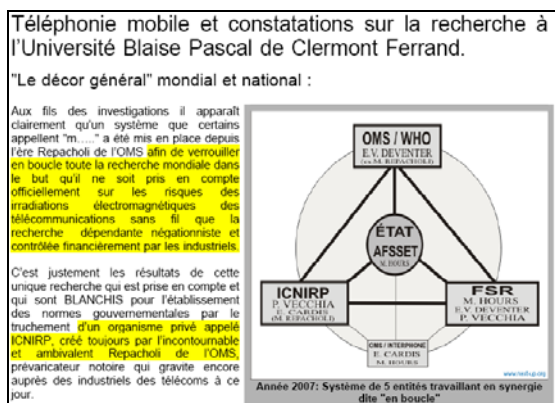 Téléphonie mobile et constatations sur la recherche à
l'Université Blaise Pascal de Clermont Ferrand.
"Le décor général" mondial et national :
Aux fils des investigations il apparaît
clairement qu'un système que certains
appellent "m....." a été mis en place depuis
l'ère Repacholi de l'OMS afin de verrouiller
en boucle toute la recherche mondiale dans
le but qu'il ne soit pris en compte
officiellement sur les risques des
irradiations électromagnétiques des
télécommunications sans fil que la
recherche dépendante négationniste et
contrôlée financièrement par les industriels.
C'est justement les résultats de cette
unique recherche qui est prise en compte et
qui sont BLANCHIS pour l'établissement
des normes gouvernementales par le
truchement d'un organisme privé appelé
ICNIRP, créé toujours par l'incontournable
et ambivalent Repacholi de l'OMS,
prévaricateur notoire qui gravite encore
auprès des industriels des télécoms à ce
jour.
OMS / WHO
E.V. DEVENTER
(ex M. REPACHOLI)
ÉTAT
AFSSET
M. HOURS
ICNIRP
P. VECCHIA
E. CARDIS
(M. REPACHOLI)
FSR
M. HOURS
E.V. DEVENTER
P. VECCHIA
OMS / INTERPHONE
E. CARDIS
M. HOURS
www.next-up.org
Année 2007: Système de 5 entités travaillant en synergie
dite "en boucle"